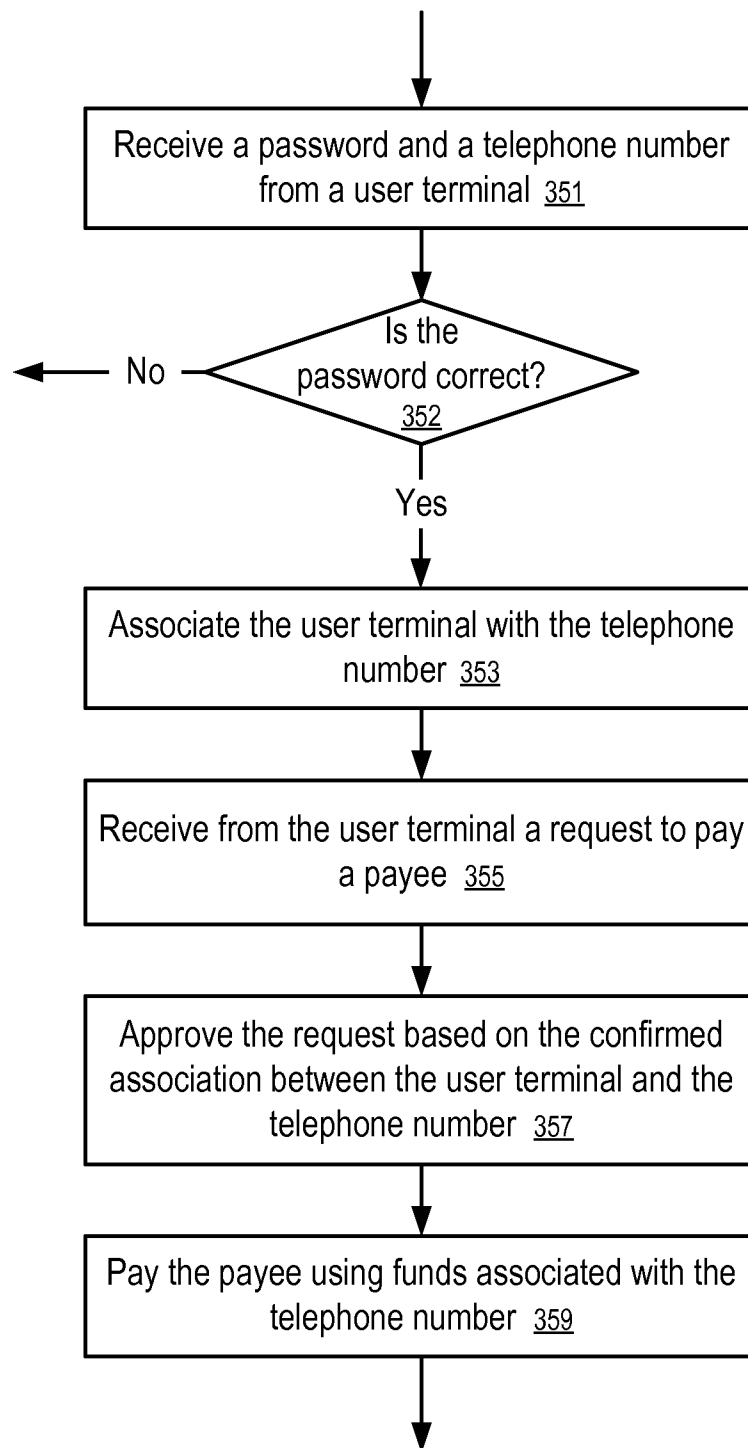 Receive a password and a telephone number
from a user terminal 351
Is the
password correct?
352
No
Yes
Associate the user terminal with the telephone
number 353
Receive from the user terminal a request to pay
a payee 355
Approve the request based on the confirmed
association between the user terminal and the
telephone number 357
Pay the payee using funds associated with the
telephone number 359